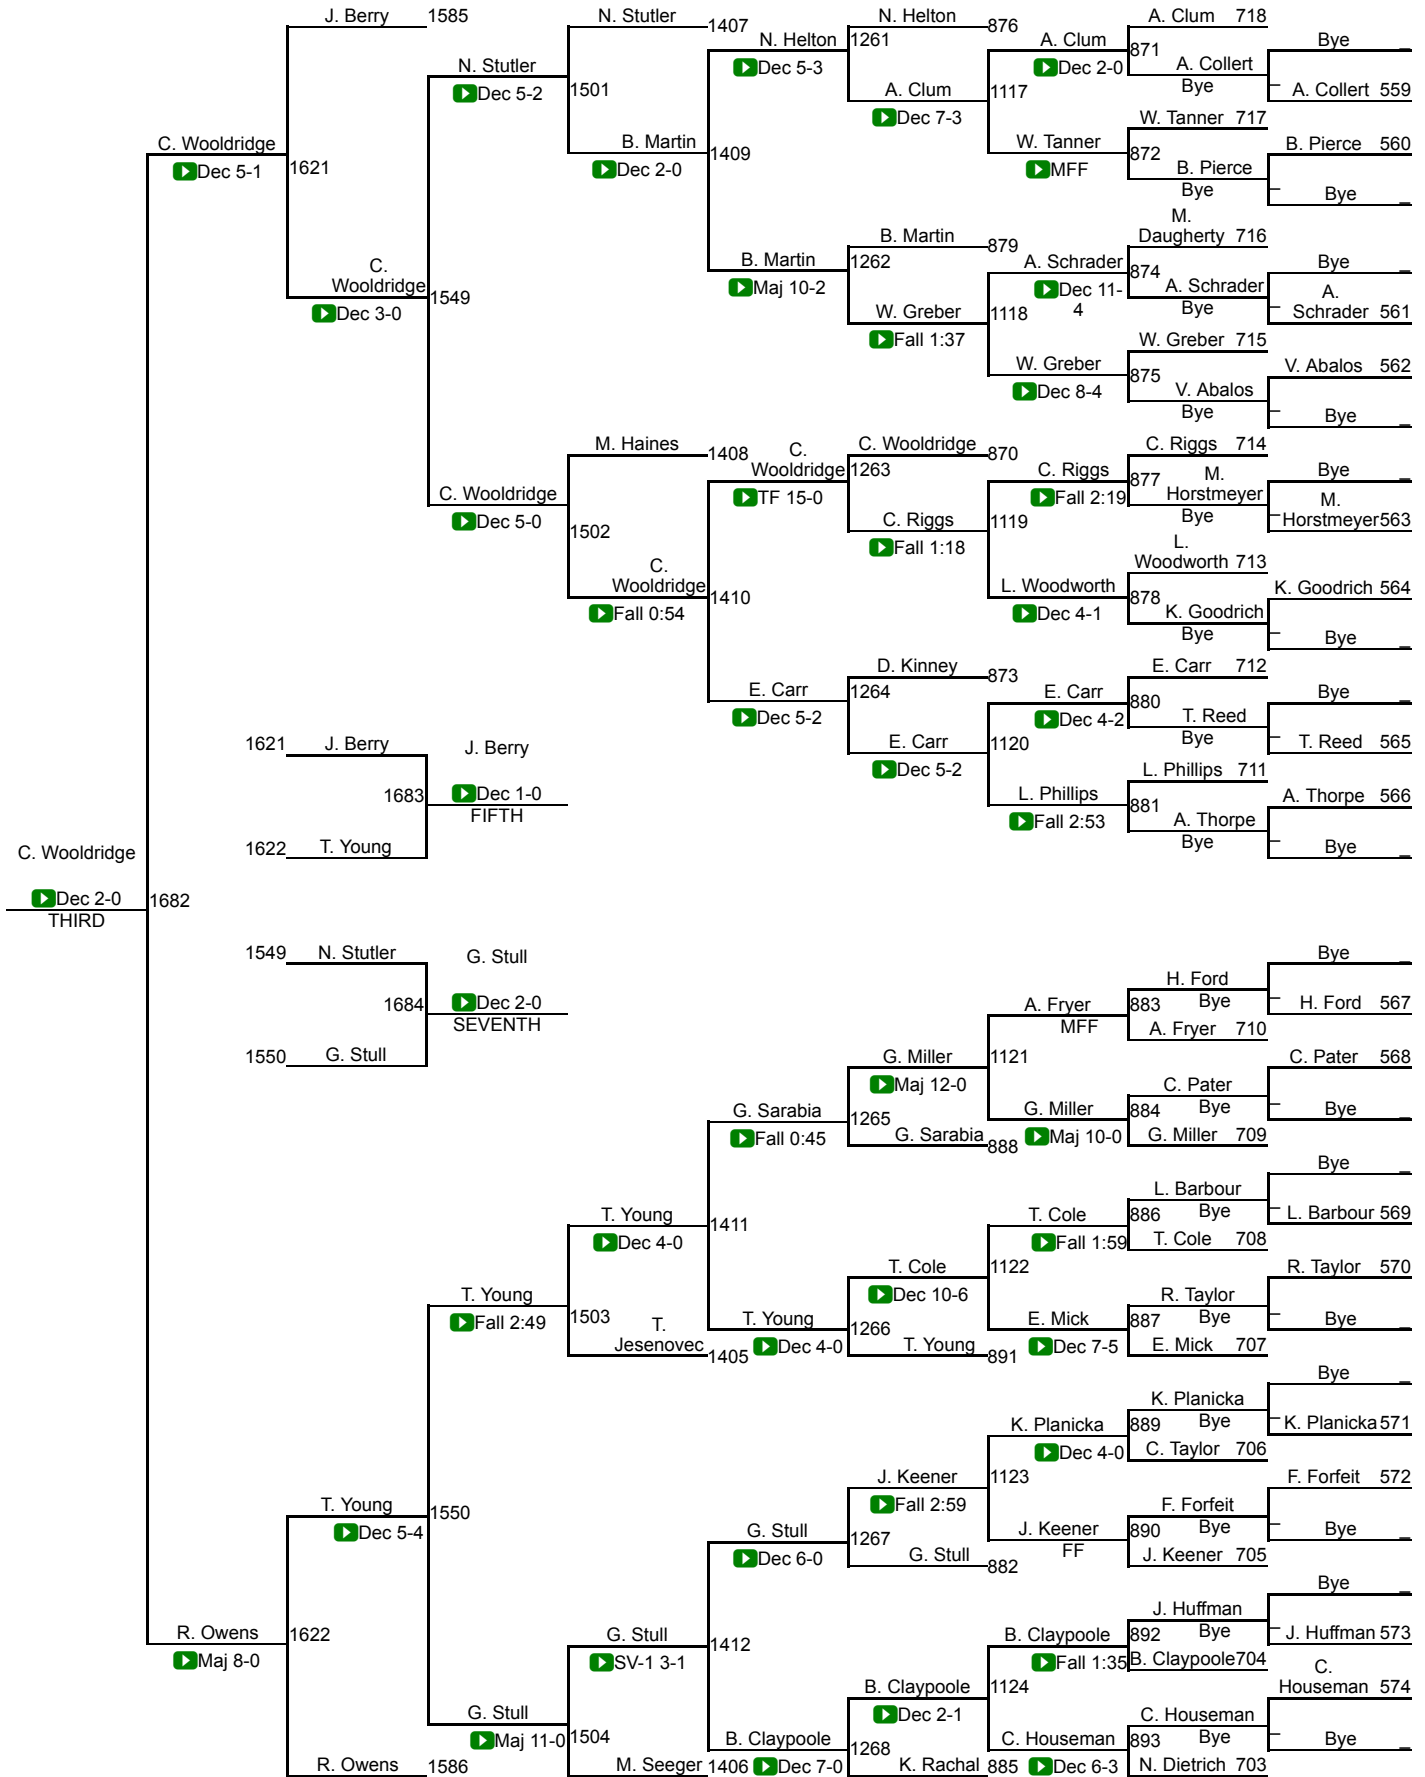 J. Berry 1585 N. Stutler 1407 N. Helton 876 A. Clum 718
N. Helton 1261 A. Clum 871 Bye _
N. Stutler Dec 5-3 Dec 2-0 A. Collert
Dec 5-2 1501 A. Clum 1117 Bye A. Collert 559
Dec 7-3 W. Tanner 717
C. Wooldridge B. Martin 1409 W. Tanner 872 B. Pierce 560
Dec 5-1 1621 Dec 2-0 MFF B. Pierce _
Bye Bye _
M.
B. Martin 879 Daugherty 716
C. B. Martin 1262 A. Schrader 874 Bye _
Wooldridge 1549 Maj 10-2 Dec 11- A. Schrader _ A.
Dec 3-0 W. Greber 1118 4 Bye Schrader 561
Fall 1:37 W. Greber 715
W. Greber 875 V. Abalos 562
Dec 8-4 V. Abalos _
Bye Bye _
M. Haines 1408 C. C. Wooldridge 870 C. Riggs 714
Wooldridge 1263 C. Riggs 877 M. Bye _
C. Wooldridge TF 15-0 Fall 2:19 Horstmeyer _ M.
Dec 5-0 1502 C. Riggs 1119 Bye Horstmeyer 563
Fall 1:18 L.
C. Woodworth 713
Wooldridge 1410 L. Woodworth 878 K. Goodrich 564
Fall 0:54 Dec 4-1 K. Goodrich _
Bye Bye _
D. Kinney 873 E. Carr 712
E. Carr 1264 E. Carr 880 Bye _
Dec 5-2 Dec 4-2 T. Reed _
1621 J. Berry J. Berry E. Carr 1120 Bye T. Reed 565
Dec 5-2 L. Phillips 711
1683 Dec 1-0 L. Phillips 881 A. Thorpe 566
FIFTH Fall 2:53 A. Thorpe _
1622 T. Young Bye Bye _
C. Wooldridge
Dec 2-0 1682
THIRD
1549 N. Stutler G. Stull Bye _
H. Ford
1684 Dec 2-0 A. Fryer 883 Bye _ H. Ford 567
SEVENTH MFF A. Fryer 710
1550 G. Stull G. Miller 1121 C. Pater 568
Maj 12-0 C. Pater
G. Sarabia 1265 G. Miller 884 Bye _ Bye _
Fall 0:45 G. Sarabia 888 Maj 10-0 G. Miller 709
Bye _
L. Barbour
T. Young 1411 T. Cole 886 Bye _ L. Barbour 569
Dec 4-0 Fall 1:59 T. Cole 708
T. Cole 1122 R. Taylor 570
T. Young Dec 10-6 R. Taylor
Fall 2:49 1503 T. T. Young 1266 E. Mick 887 Bye _ Bye _
Jesenovec 1405 Dec 4-0 T. Young 891 Dec 7-5 E. Mick 707
Bye _
K. Planicka
K. Planicka 889 Bye _ K. Planicka 571
Dec 4-0 C. Taylor 706
J. Keener 1123 F. Forfeit 572
T. Young 1550 Fall 2:59 F. Forfeit
Dec 5-4 G. Stull 1267 J. Keener 890 Bye _ Bye _
Dec 6-0 G. Stull 882 FF J. Keener 705
Bye _
J. Huffman
R. Owens 1622 G. Stull 1412 B. Claypoole 892 Bye _ J. Huffman 573
Maj 8-0 SV-1 3-1 Fall 1:35 B. Claypoole 704
C.
B. Claypoole 1124 Houseman 574
G. Stull Dec 2-1 C. Houseman
Maj 11-0 1504 B. Claypoole 1268 C. Houseman 893 Bye _ Bye _
R. Owens 1586 M. Seeger 1406 Dec 7-0 K. Rachal 885 Dec 6-3 N. Dietrich 703